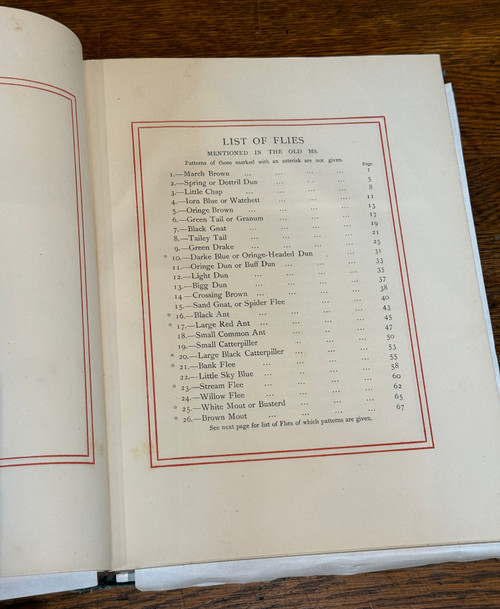 LIST OF FLIES
MENTIONED IN THE OLD MS.
Patterns of those marked with an asterisk are not given.
Page
1.—March Brown ... ... ... ... 1
2.—Spring or Dottril Dun ... ... ... 5
3.—Little Chap ... ... ... ... 8
4.—Iorn Blue or Watchett ... ... ... 11
5.—Oringe Brown ... ... ... ... 13
6.—Green Tail or Granum ... ... ... 17
7.—Black Gnat ... ... ... ... 19
8.—Tailey Tail ... ... ... ... 21
9.—Green Drake ... ... ... ... 25
* 10.—Darke Blue or Oringe-Headed Dun . ... 31
11.—Oringe Dun or Buff Dun ... ... ... 33
12.—Light Dun ... ... ... ... 35
13.—Bigg Dun ... ... ... ... 37
14—Crossing Brown ... ... ... ... 38
15.—Sand Gnat, or Spider Flee ... ... 40
* 16.—Black Ant ... ... ... ... 43
* 17.—Large Red Ant ... ... ... ... 45
18.—Small Common Ant ... ... ... 47
19.—Small Catterpiller ... ... ... 50
* 20.—Large Black Catterpiller ... ... ... 53
* 21.—Bank Flee ... ... ... ... 55
22.—Little Sky Blue ... ... ... ... 58
* 23.—Stream Flee ... ... ... ... 60
24.—Willow Flee ... ... ... ... 62
* 25.—White Mout or Busterd ... ... ... 65
* 26.—Brown Mout ... ... ... ... 67
See next page for list of Flies of which patterns are given.